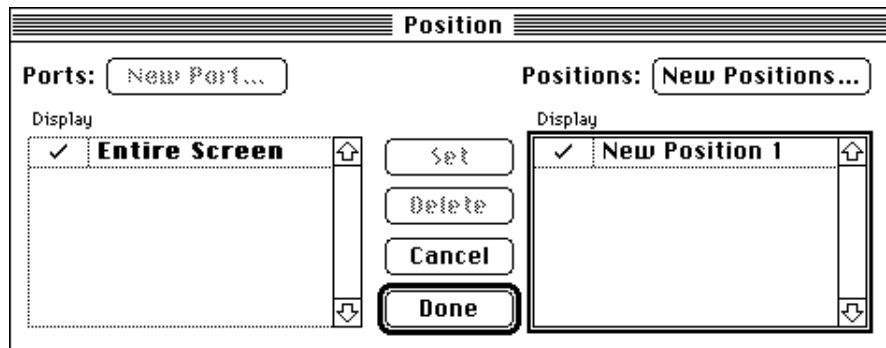 Position
Ports: New Port...
Positions: New Positions...
Display
Display
✓ Entire Screen
✓ New Position 1
Set
Delete
Cancel
Done